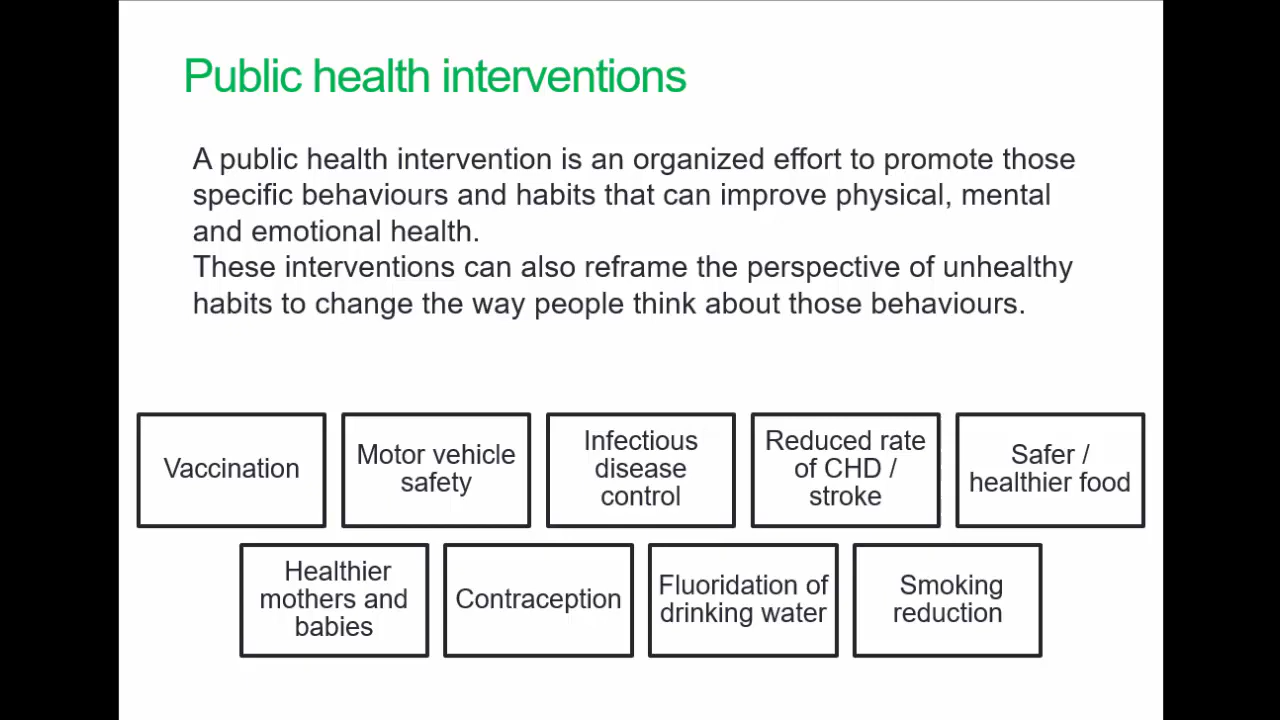 Public health interventions
A public health intervention is an organized effort to promote those
specific behaviours and habits that can improve physical, mental
and emotional health.
These interventions can also reframe the perspective of unhealthy
habits to change the way people think about those behaviours.
Vaccination
Motor vehicle
safety
Infectious
disease
control
Reduced rate
of CHD /
stroke
Safer /
healthier food
Healthier
mothers and
babies
Contraception
Fluoridation of
drinking water
Smoking
reduction